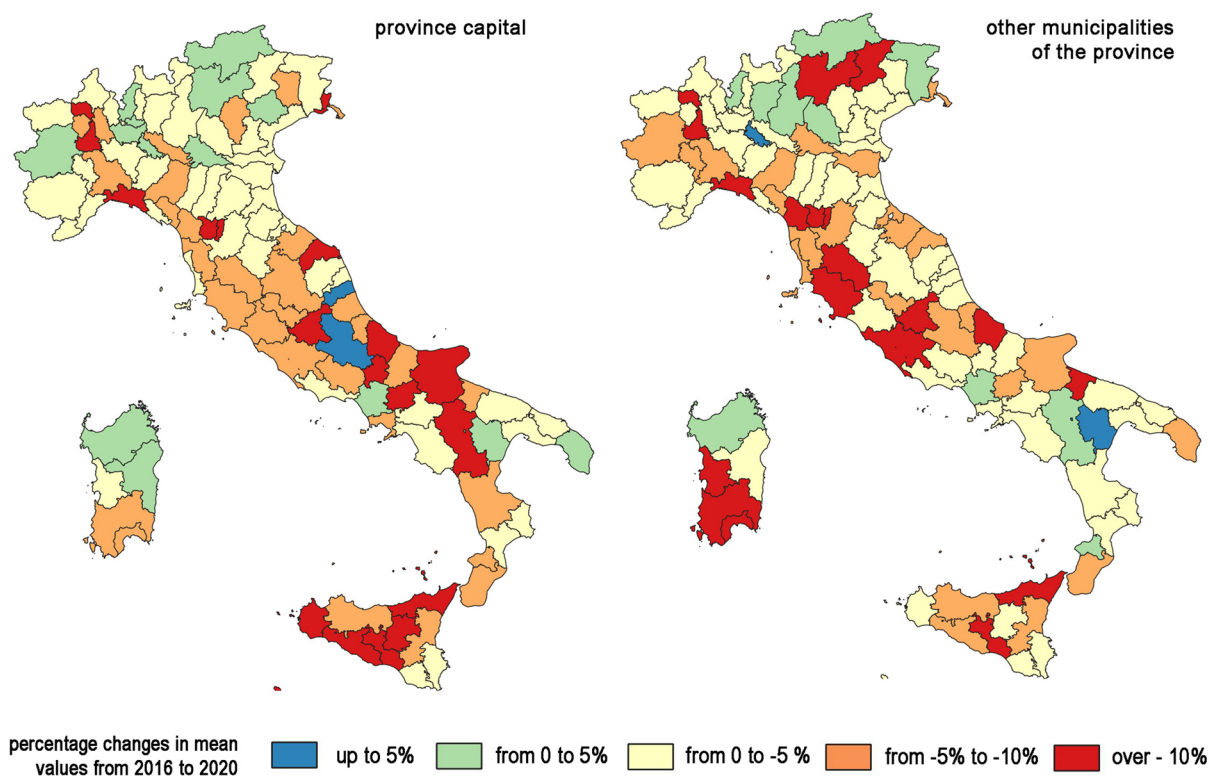 province capital
other municipalities
of the province
percentage changes in mean
values from 2016 to 2020
up to 5%
from 0 to 5%
from 0 to -5%
from -5% to -10%
over - 10%